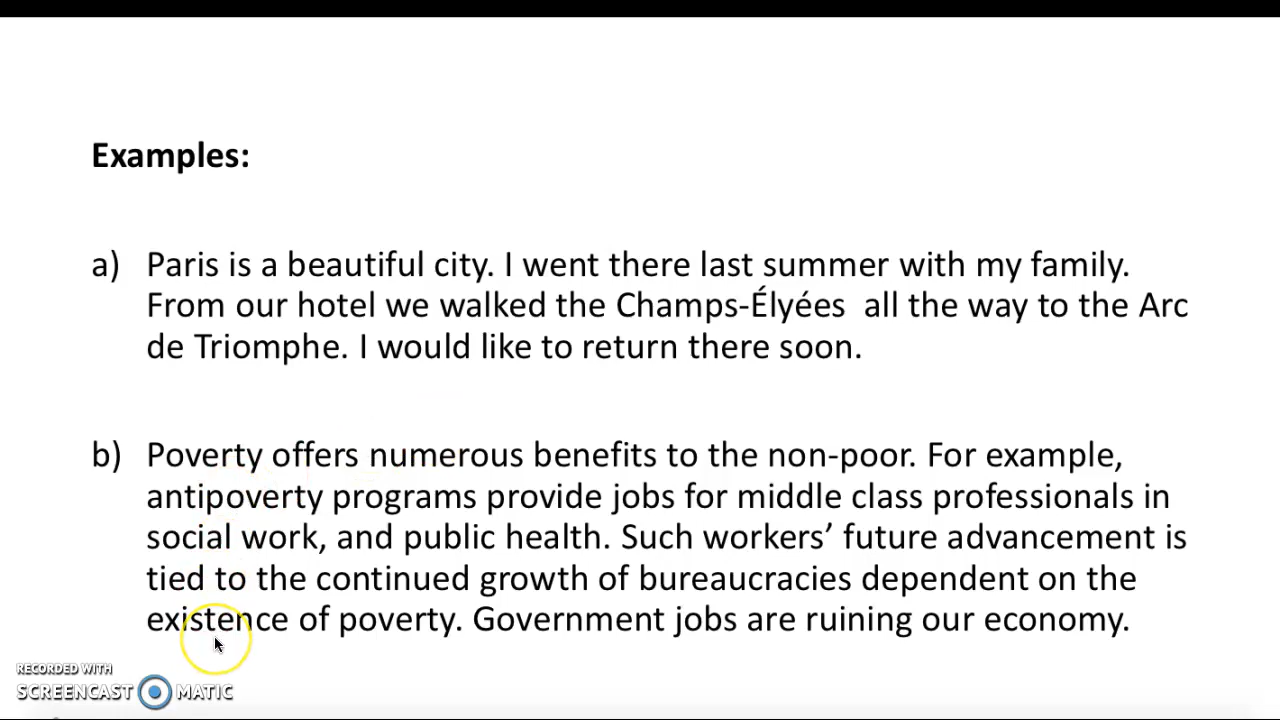 Examples:
a) Paris is a beautiful city. I went there last summer with my family.
From our hotel we walked the Champs-Élyées  all the way to the Arc
de Triomphe. I would like to return there soon.
b) Poverty offers numerous benefits to the non-poor. For example,
antipoverty programs provide jobs for middle class professionals in
social work, and public health. Such workers’ future advancement is
tied to the continued growth of bureaucracies dependent on the
existence of poverty. Government jobs are ruining our economy.
RECORDED WITH
SCREENCAST MATIC